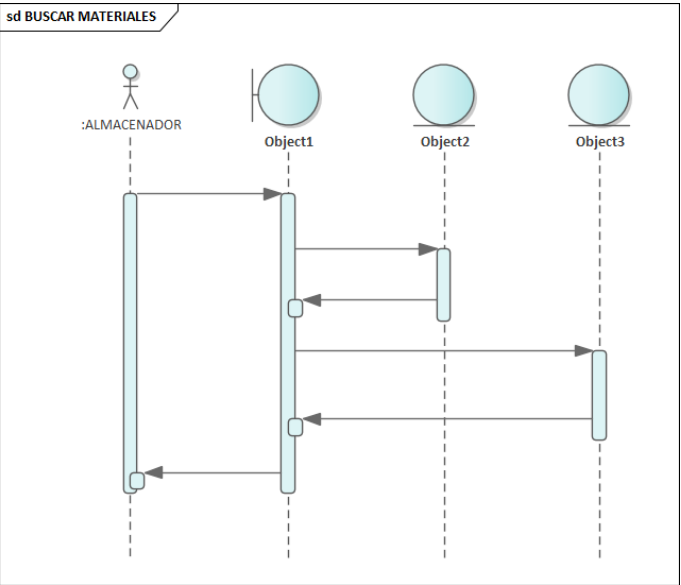 sd BUSCAR MATERIALES
:ALMACENADOR
Object1
Object2
Object3